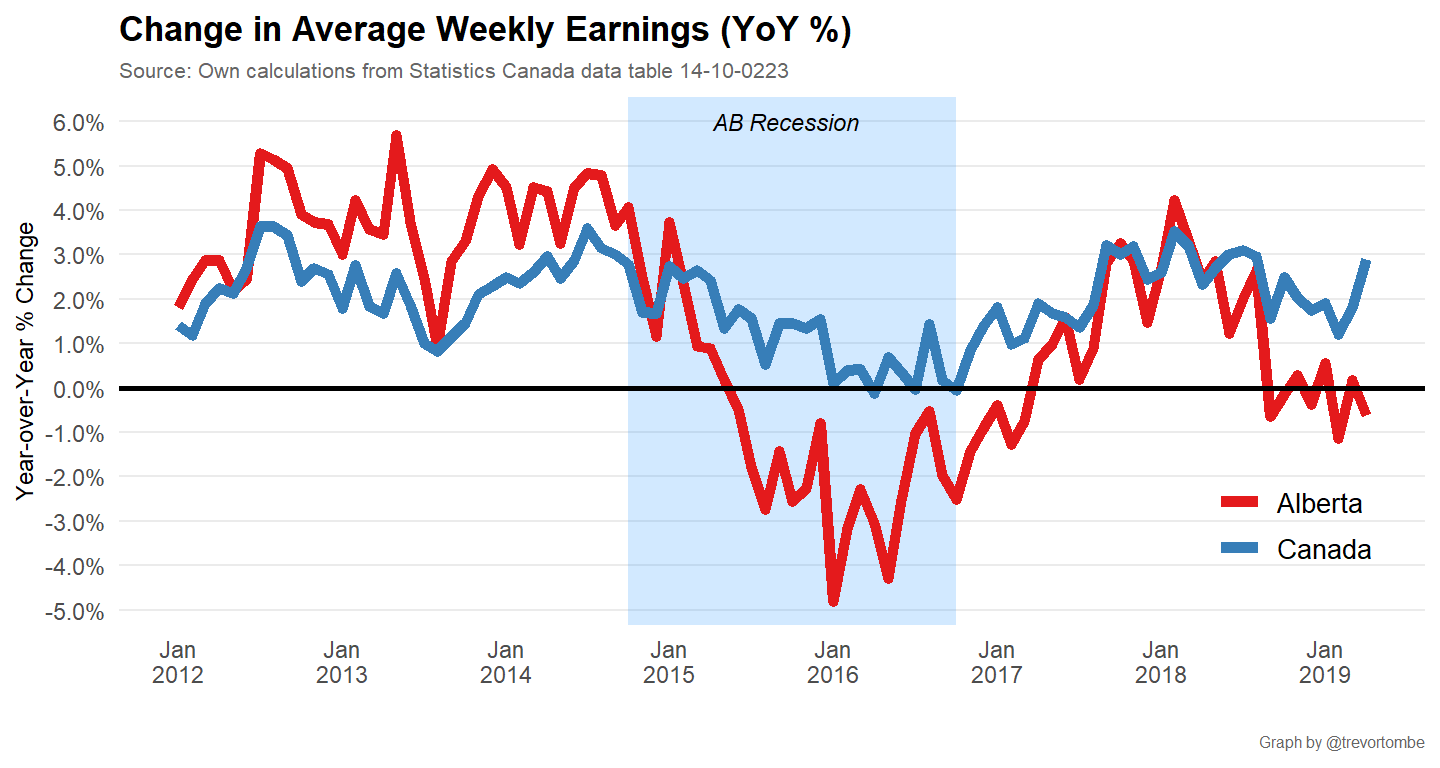 Change in Average Weekly Earnings (YoY %)
Source: Own calculations from Statistics Canada data table 14-10-0223
AB Recession
Year-over-Year % Change
6.0%
5.0%
4.0%
3.0%
2.0%
1.0%
0.0%
-1.0%
-2.0%
-3.0%
-4.0%
-5.0%
Alberta
Canada
Jan
2012
Jan
2013
Jan
2014
Jan
2015
Jan
2016
Jan
2017
Jan
2018
Jan
2019
Graph by @trevortombe